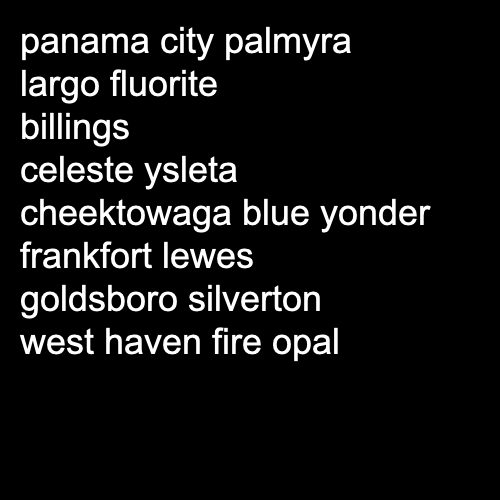 panama city palmyra
largo fluorite
billings
celeste ysleta
cheektowaga blue yonder
frankfort lewes
goldsboro silverton
west haven fire opal